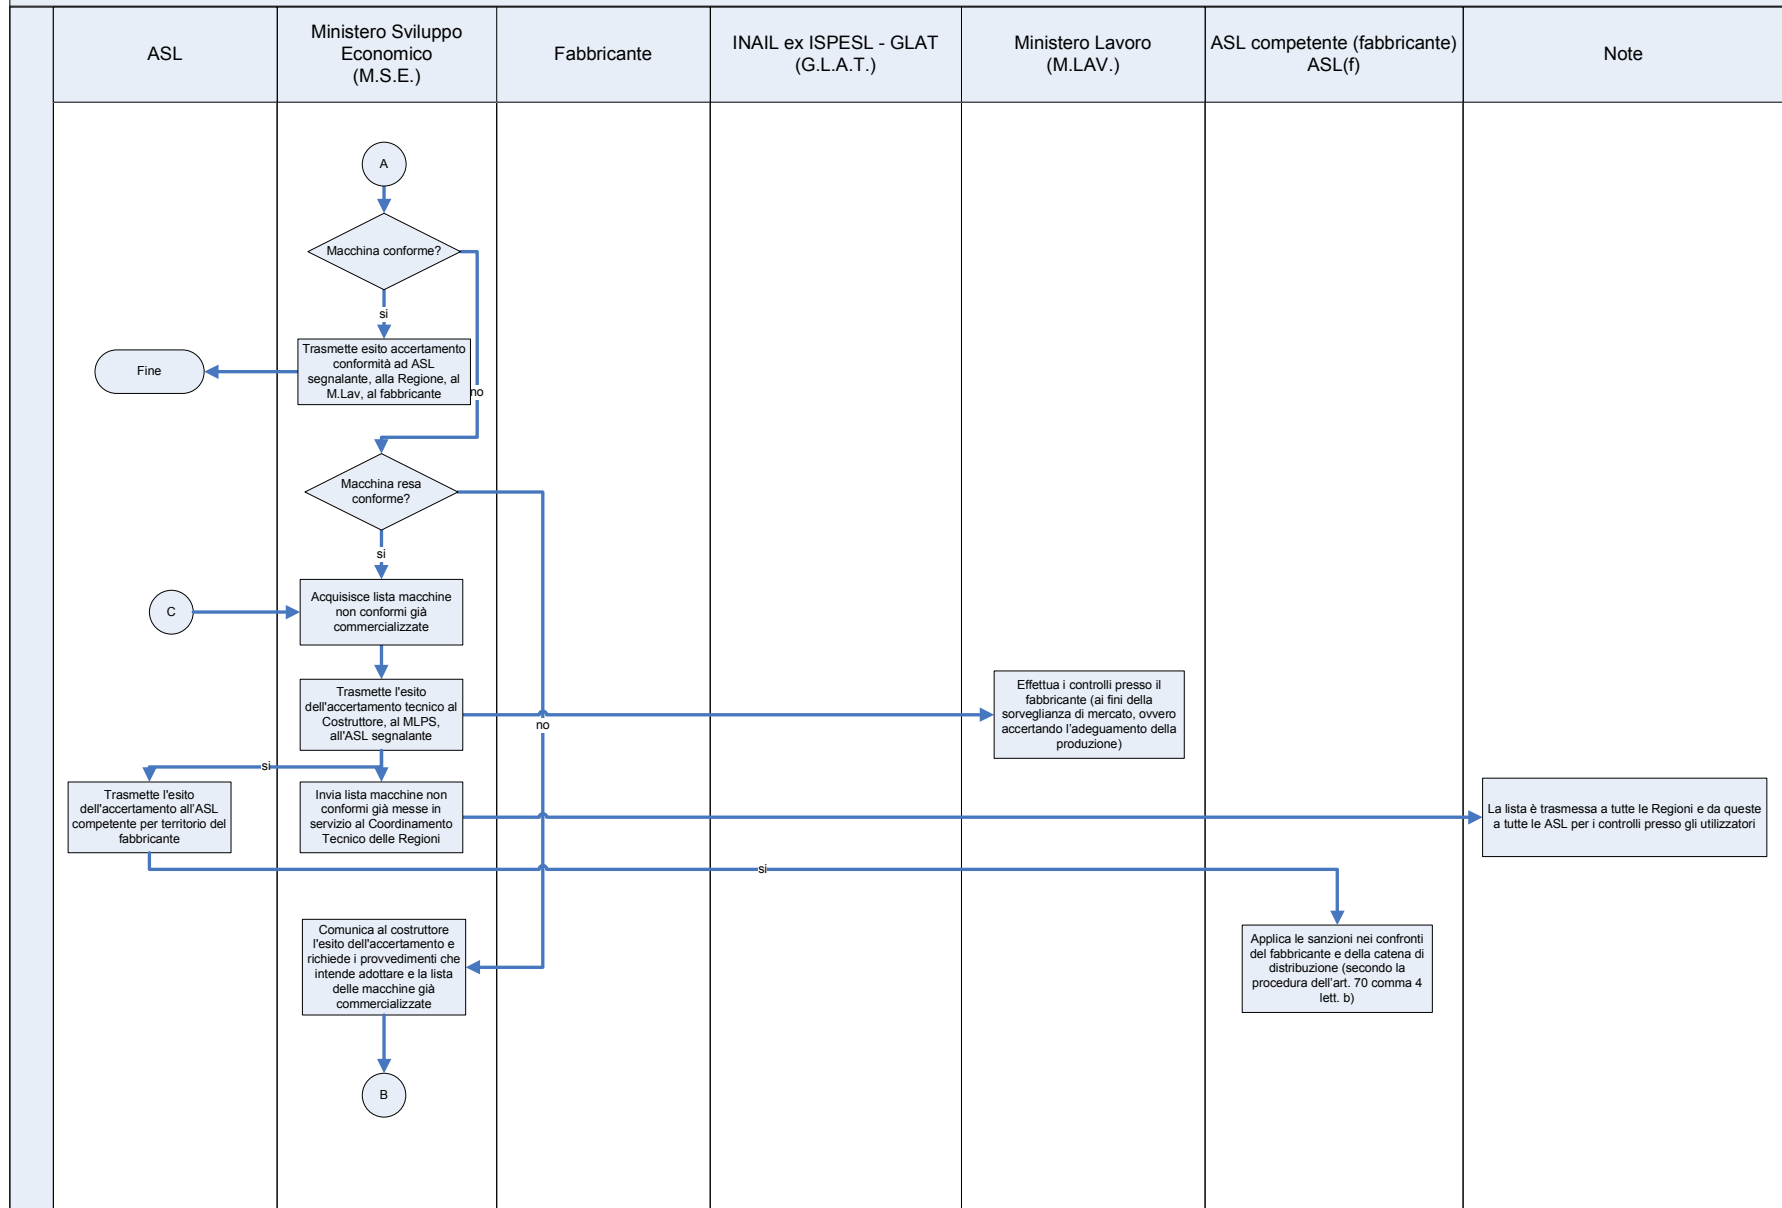 ASL
Ministero Sviluppo
Economico
(M.S.E.)
Fabbricante
INAIL ex ISPESL - GLAT
(G.L.A.T.)
Ministero Lavoro
(M.LAV.)
ASL competente (fabbricante)
ASL(f)
Note
A
Macchina conforme?
si
Trasmette esito accertamento
conformità ad ASL
segnalante, alla Regione, al
M.Lav, al fabbricante
Fine
no
Macchina resa
conforme?
si
Acquisisce lista macchine
non conformi già
commercializzate
C
Trasmette l'esito
dell'accertamento tecnico al
Costruttore, al MLPS,
all'ASL segnalante
no
Effettua i controlli presso il
fabbricante (ai fini della
sorveglianza di mercato, ovvero
accertando l'adeguamento della
produzione)
si
Trasmette l'esito
dell'accertamento all'ASL
competente per territorio del
fabbricante
Invia lista macchine non
conformi già messe in
servizio al Coordinamento
Tecnico delle Regioni
La lista è trasmessa a tutte le Regioni e da queste
a tutte le ASL per i controlli presso gli utilizzatori
si
Comunica al costruttore
l'esito dell'accertamento e
richiede i provvedimenti che
intende adottare e la lista
delle macchine già
commercializzate
Applica le sanzioni nei confronti
del fabbricante e della catena di
distribuzione (secondo la
procedura dell'art. 70 comma 4
lett. b)
B